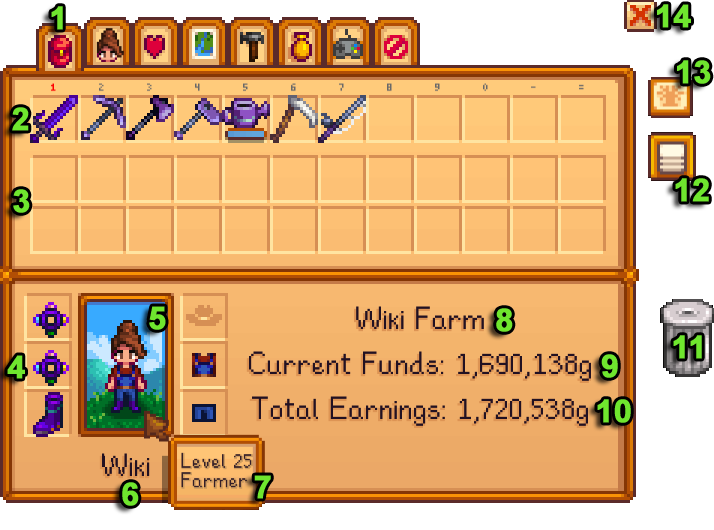 1
14
13
1 2 3 4 5 6 7 8 9 0 - =
2
3
12
5
Wiki Farm 8
4
Current Funds: 1,690,138g 9
11
Total Earnings: 1,720,538g 10
Wiki
6
Level 25
Farmer
7